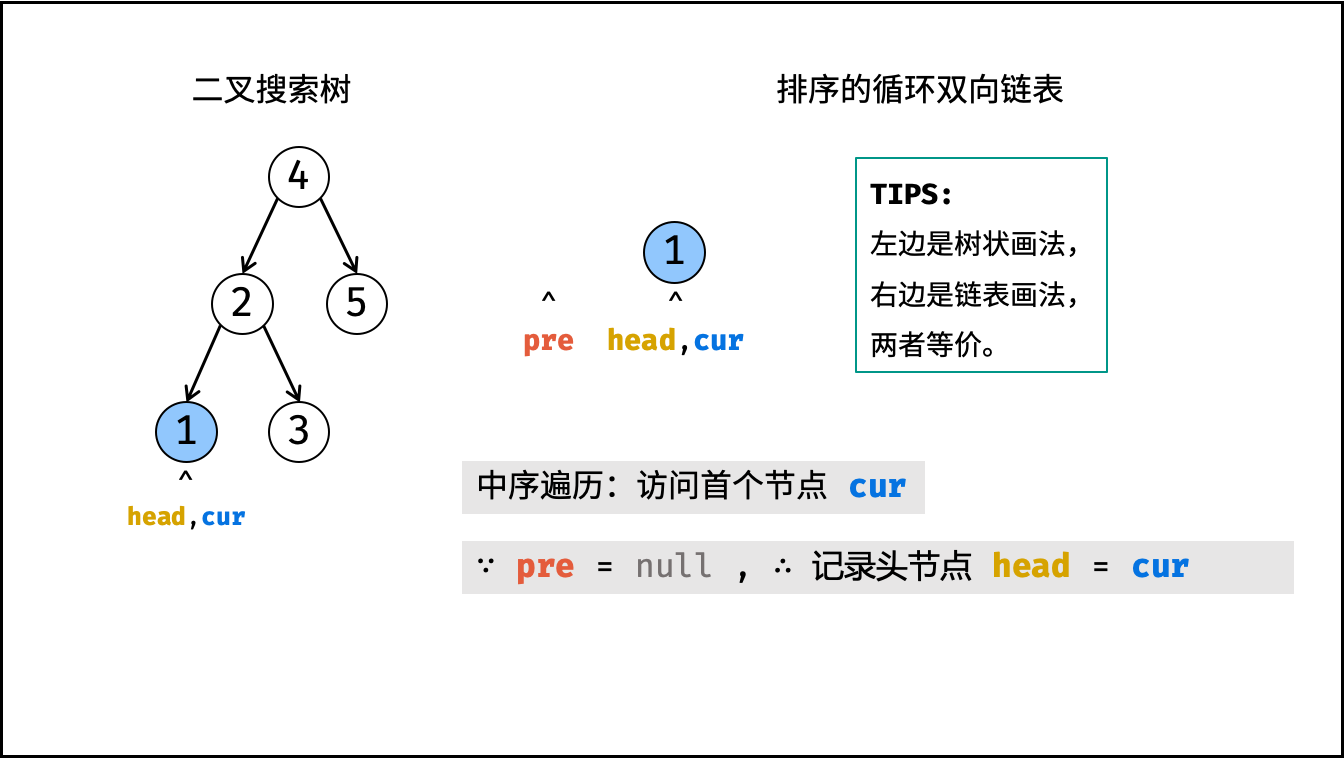 二叉搜索树
排序的循环双向链表
4
2
5
1
3
^
head,cur
1
^ ^
pre head,cur
TIPS:
左边是树状画法，
右边是链表画法，
两者等价。
中序遍历：访问首个节点 cur
∵ pre = null , ∴ 记录头节点 head = cur